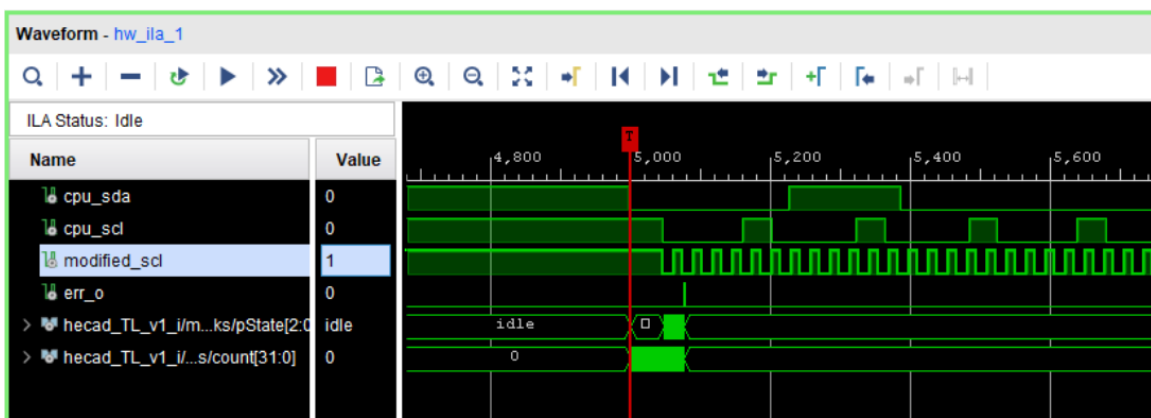 Waveform - hw_ila_1
ILA Status: Idle
Name Value
T
4,800 5,000 5,200 5,400 5,600
cpu_sda 0
cpu_scl 0
modified_scl 1
err_o 0
hecad_TL_v1_i/m...ks/pState[2:0 idle idle
hecad_TL_v1_i/...s/count[31:0] 0 0